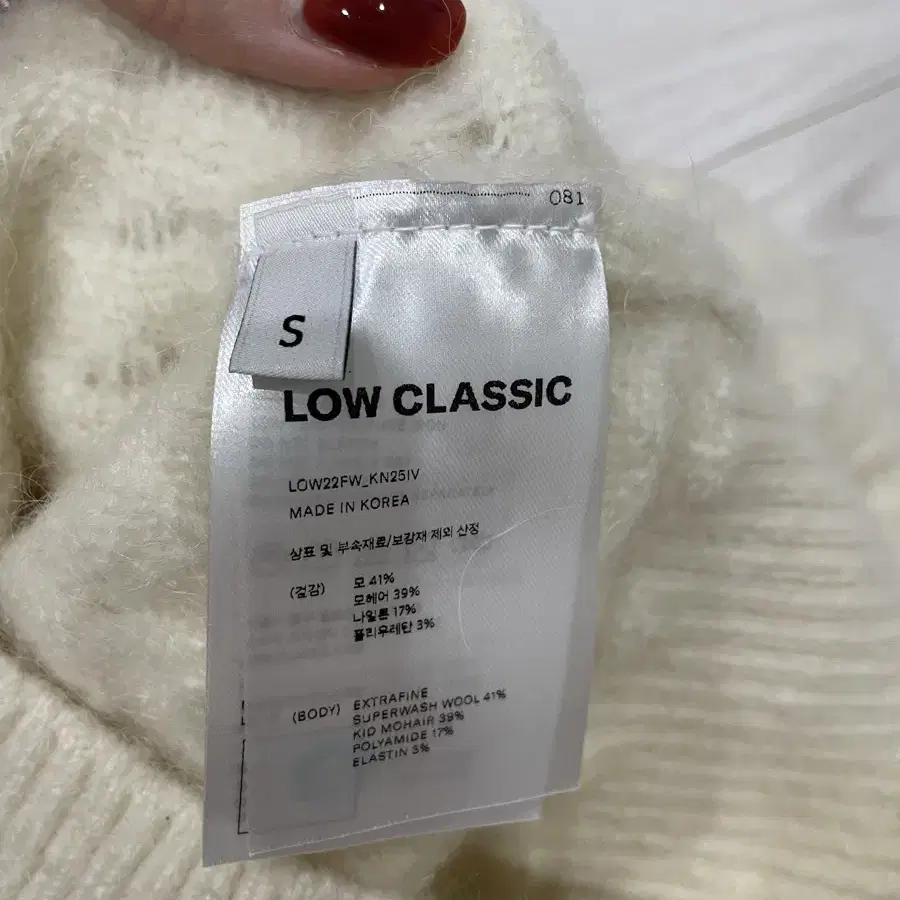 081
S
LOW CLASSIC
LOW22FW_KN25IV
MADE IN KOREA
상표 및 부속재료/보강재 제외 산정
(겉감) 모 41%
모헤어 39%
나일론 17%
폴리우레탄 3%
(BODY) EXTRAFINE
SUPERWASH WOOL 41%
KID MOHAIR 39%
POLYAMIDE 17%
ELASTIN 3%